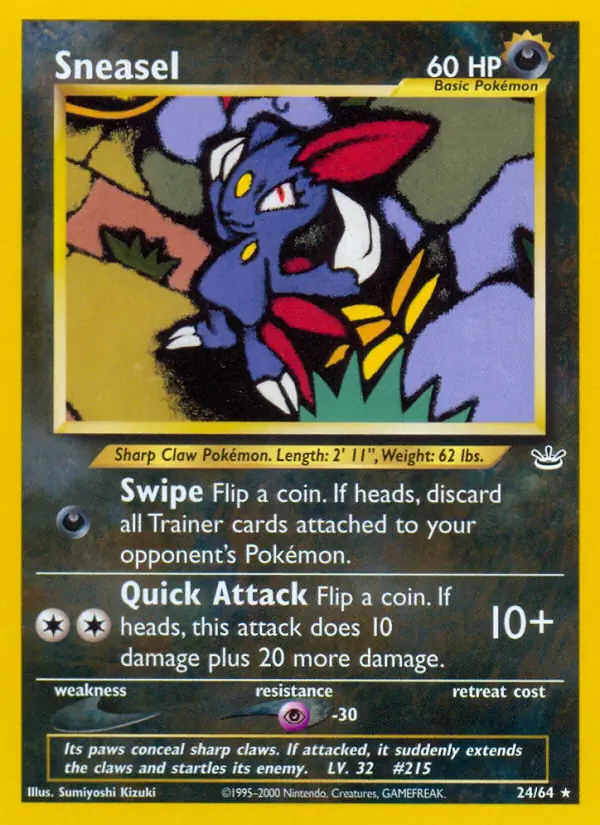 Sneasel
60 HP
Basic Pokémon
Sharp Claw Pokémon. Length: 2' 11", Weight: 62 lbs.
Swipe Flip a coin. If heads, discard
all Trainer cards attached to your
opponent's Pokémon.
Quick Attack Flip a coin. If
heads, this attack does 10
damage plus 20 more damage.
10+
weakness resistance retreat cost
-30
Its paws conceal sharp claws. If attacked, it suddenly extends
the claws and startles its enemy. LV. 32 #215
Illus. Sumiyoshi Kizuki ©1995-2000 Nintendo, Creatures, GAMEFREAK. 24/64 ★